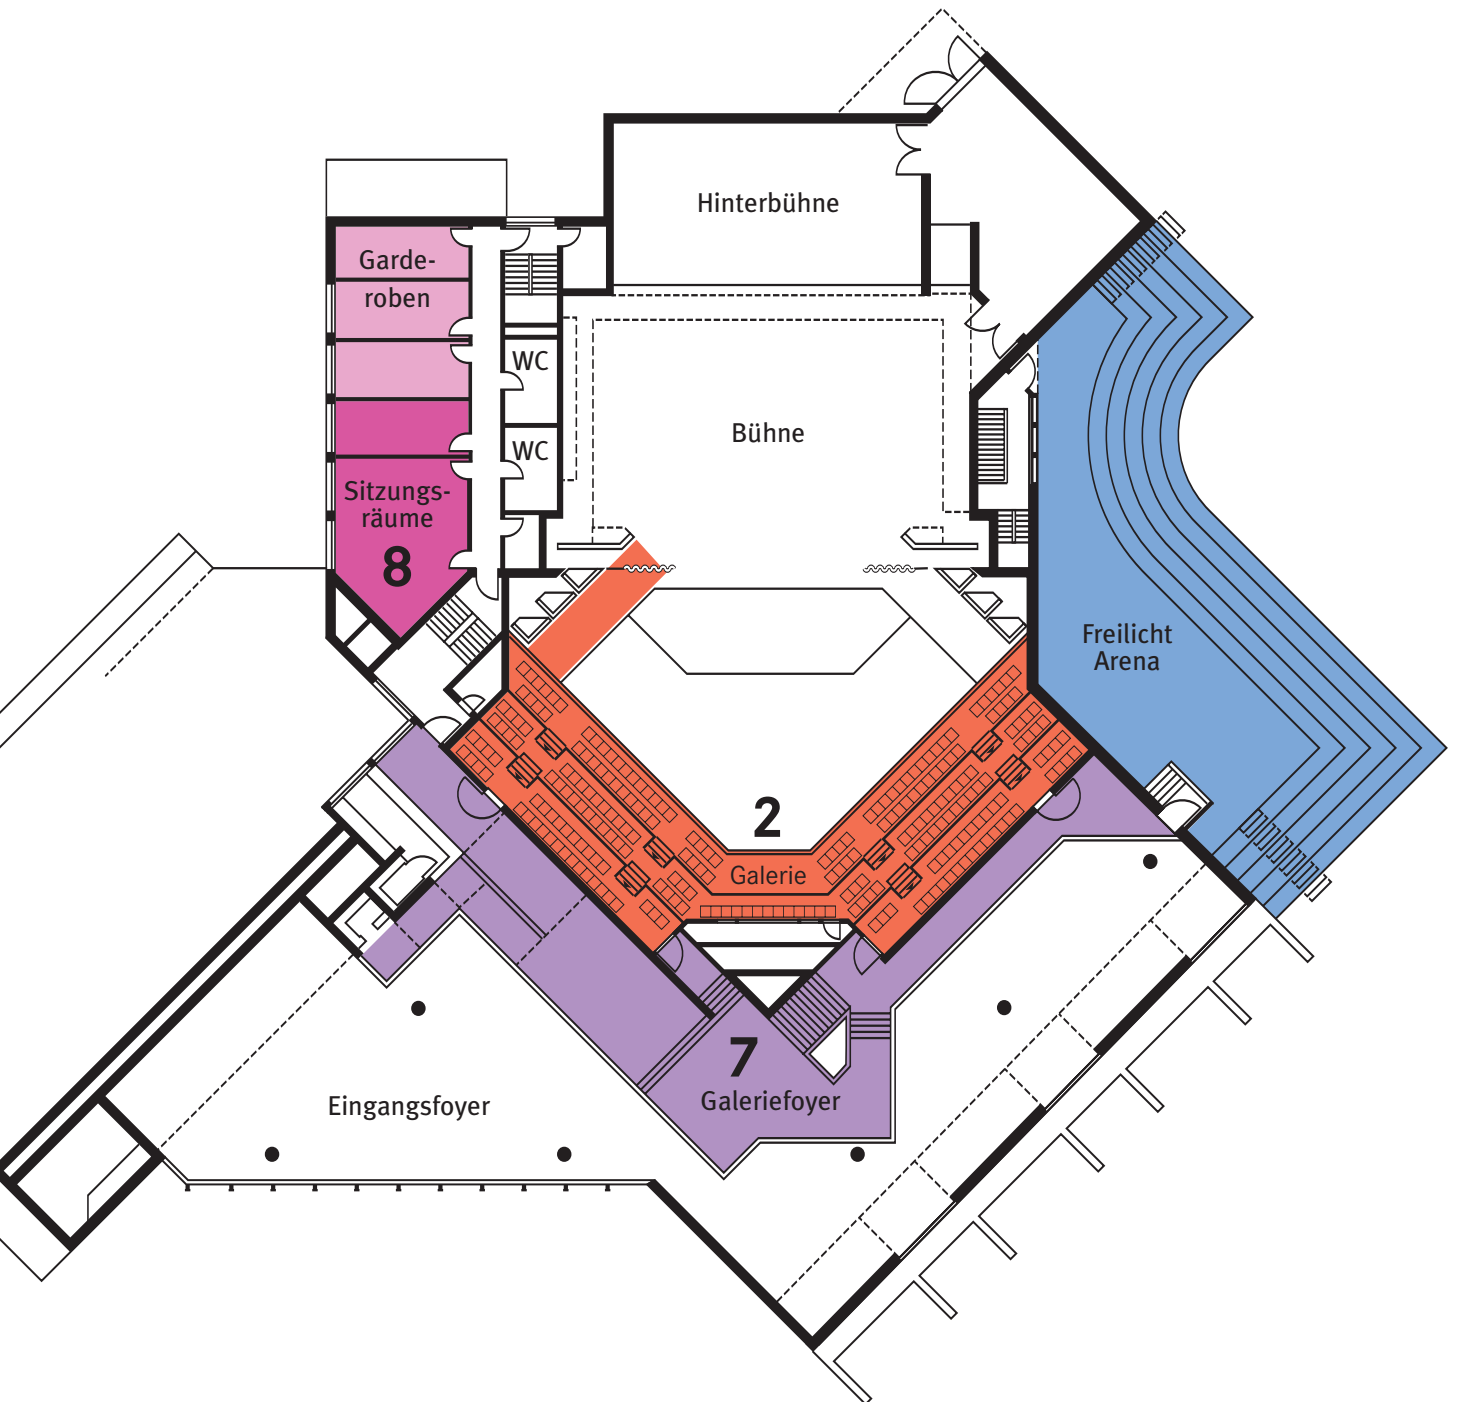 Hinterbühne
Garde-
roben
WC
Bühne
WC
Sitzungs-
räume
8
Freilicht
Arena
2
Galerie
7
Galeriefoyer
Eingangsfoyer